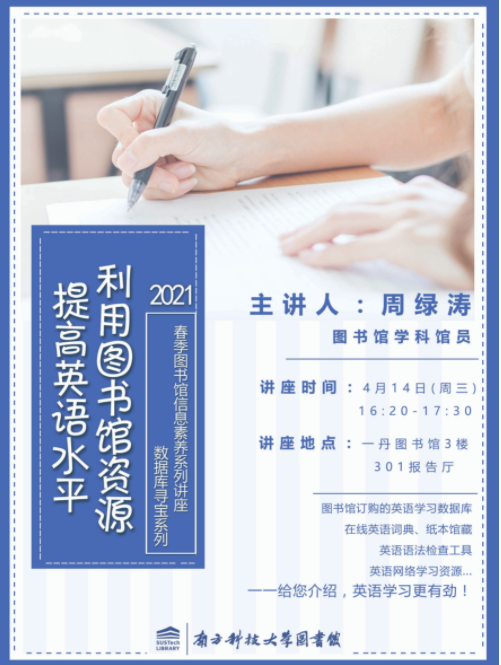 利用图书馆资源
提高英语水平
2021
春季图书馆信息素养系列讲座
数据库寻宝系列
主讲人：周绿涛
图书馆学科馆员
讲座时间：4月14日(周三)
16:20-17:30
讲座地点：一丹图书馆3楼
301报告厅
图书馆订购的英语学习数据库
在线英语词典、纸本馆藏
英语语法检查工具
英语网络学习资源...
——给您介绍，英语学习更有劲！
SUSTech
LIBRARY
南方科技大学图书馆